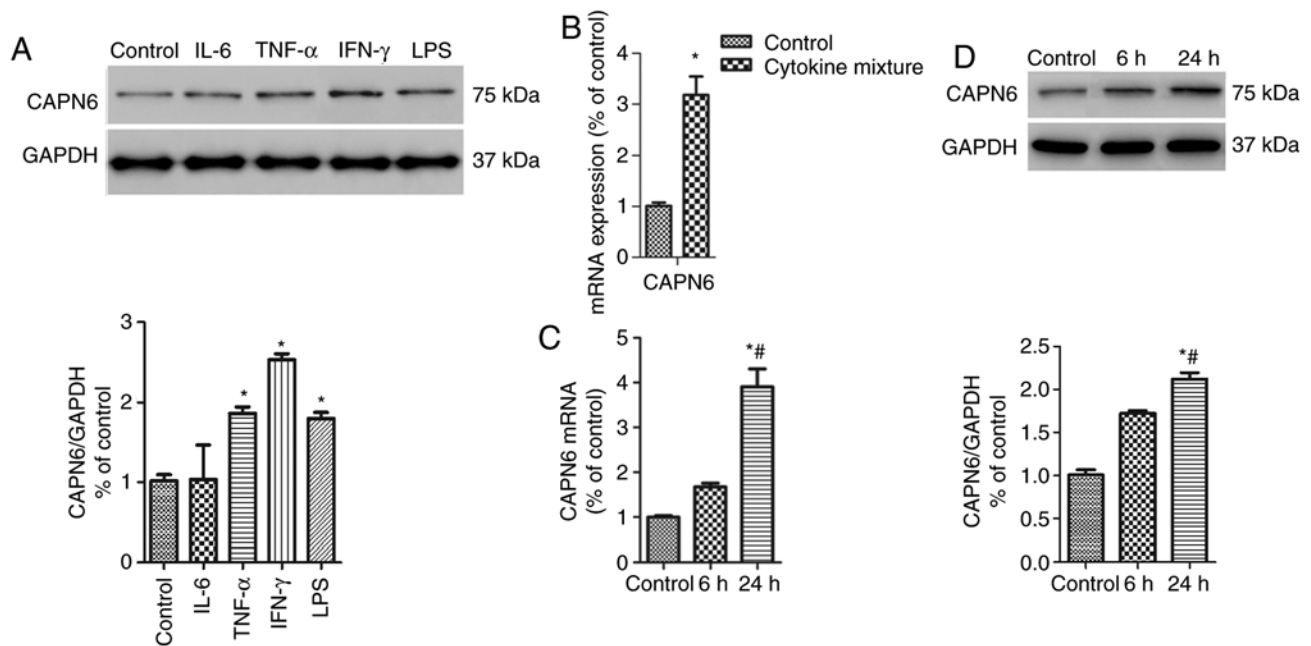 A
Control IL-6 TNF-α IFN-γ LPS
CAPN6 75 kDa
GAPDH 37 kDa
CAPN6/GAPDH
% of control
3
2
1
0
*
*
*
Control
IL-6
TNF-α
IFN-γ
LPS
B
mRNA expression (% of control)
4
3
2
1
0
*
Control
Cytokine mixture
CAPN6
C
CAPN6 mRNA
(% of control)
5
4
3
2
1
0
*#
Control 6 h 24 h
D
Control 6 h 24 h
CAPN6 75 kDa
GAPDH 37 kDa
CAPN6/GAPDH
% of control
2.5
2.0
1.5
1.0
0.5
0.0
*#
Control 6 h 24 h